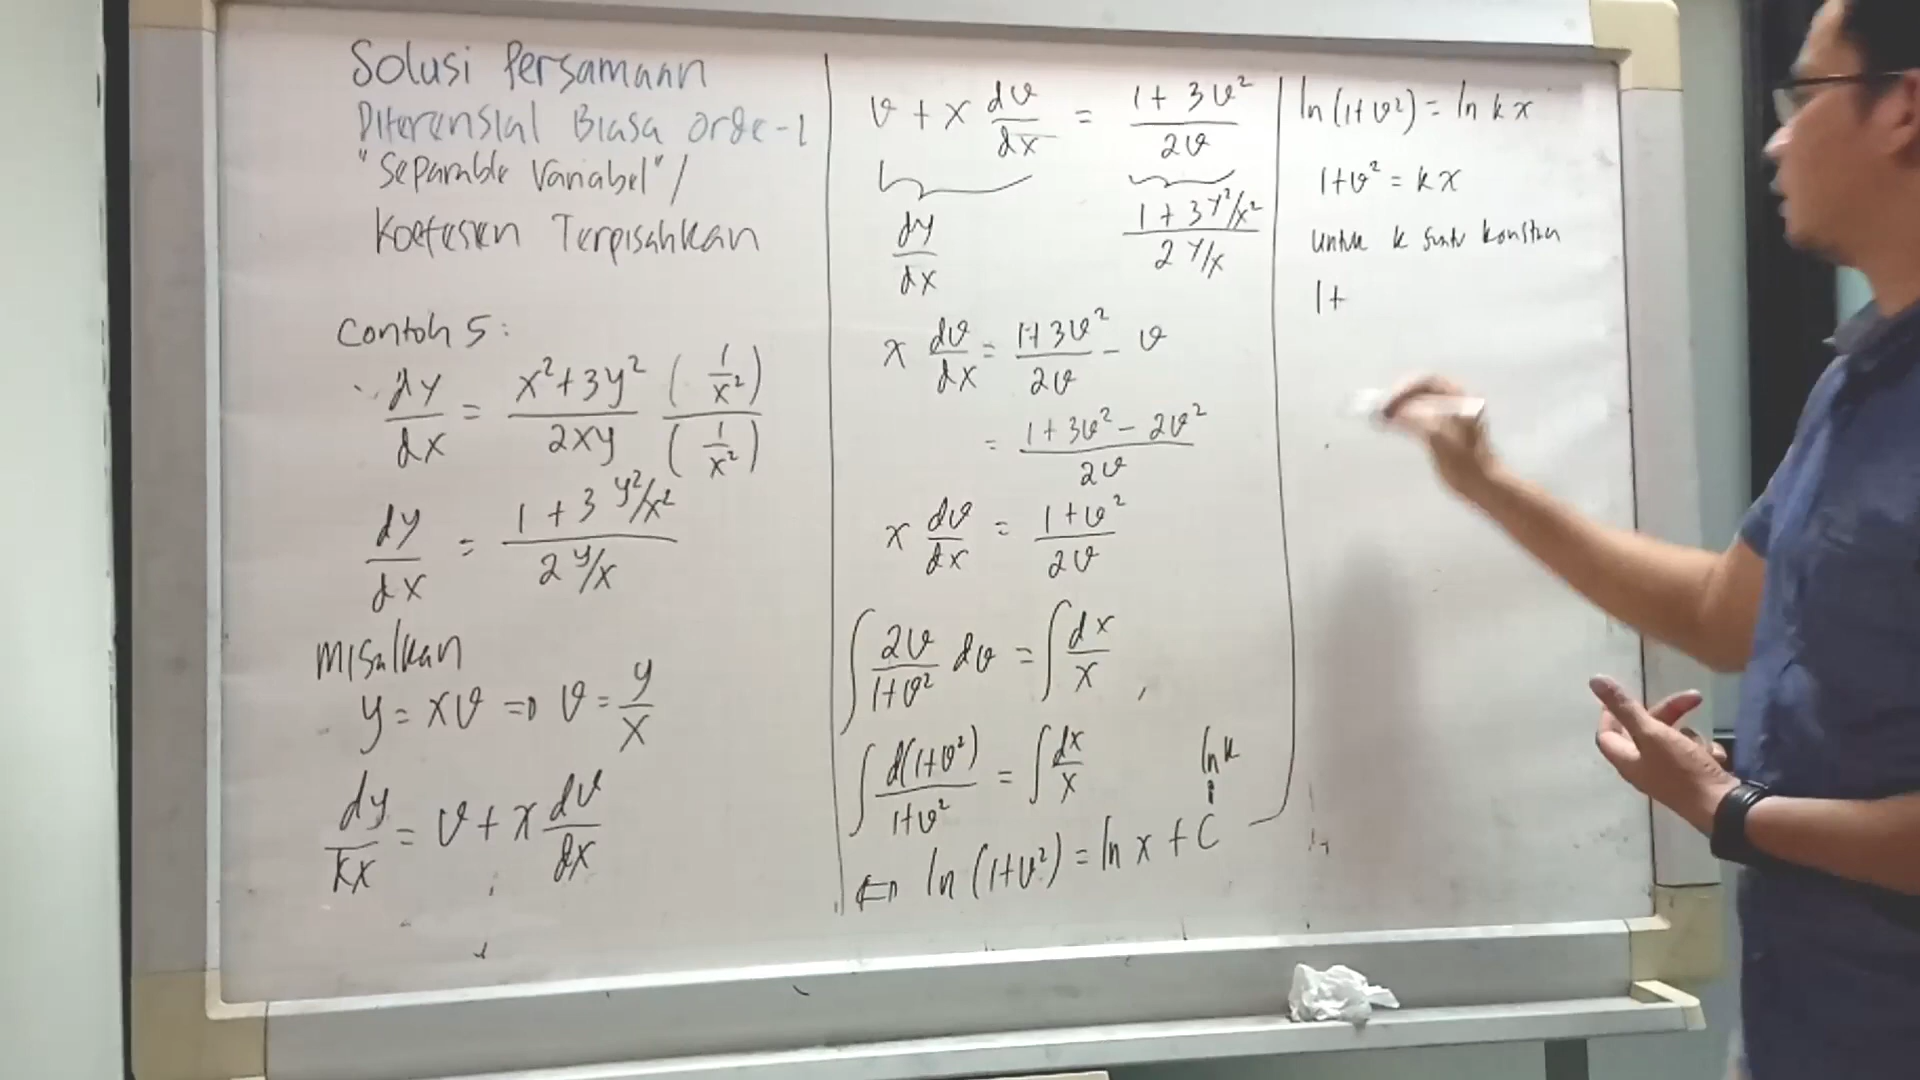 Solusi Persamaan
Diferensial Biasa orde-1
"Separable Variabel" /
Koefisien Terpisahkan
Contoh 5:
dy/dx = (x² + 3y²)/(2xy) (1/x²)/(1/x²)
dy/dx = (1 + 3 y²/x²)/(2 y/x)
Misalkan
y = xv ⇒ v = y/x
dy/kx = v + x dv/dx
v + x dv/dx = (1 + 3v²)/(2v)
dy/dx (1 + 3 y²/x²)/(2 y/x)
x dv/dx = (1 + 3v²)/(2v) - v
= (1 + 3v² - 2v²)/(2v)
x dv/dx = (1 + v²)/(2v)
∫ 2v/(1+v²) dv = ∫ dx/x
∫ d(1+v²)/(1+v²) = ∫ dx/x
ln k
⇔ ln (1+v²) = ln x + C
ln (1+v²) = ln k x
1+v² = k x
untuk k suatu konstan
1+